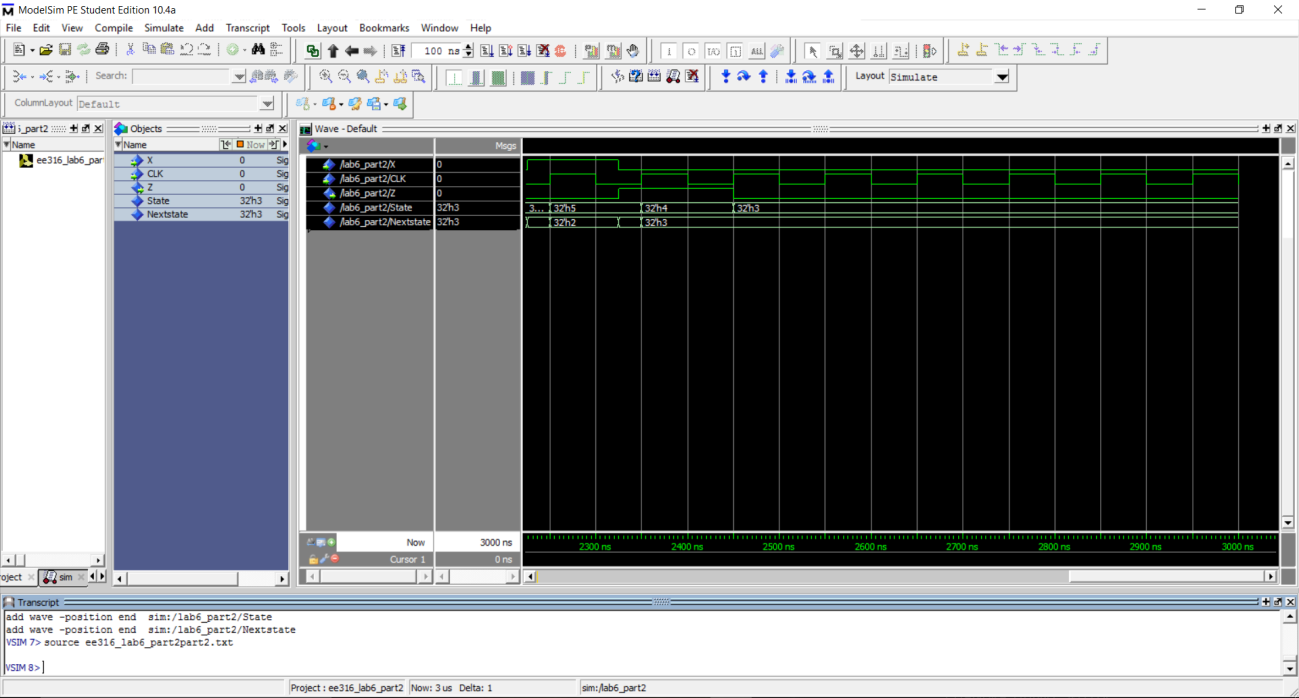 ModelSim PE Student Edition 10.4a
File Edit View Compile Simulate Add Transcript Tools Layout Bookmarks Window Help
100 ns
Search:
Layout Simulate
ColumnLayout Default
i_part2
Name
ee316_lab6_par
Objects
Name Now
X 0 Sig
CLK 0 Sig
Z 0 Sig
State 32'h3 Sig
Nextstate 32'h3 Sig
Wave - Default
Msgs
/lab6_part2/X 0
/lab6_part2/CLK 0
/lab6_part2/Z 0
/lab6_part2/State 32'h3 3... 32'h5 32'h4 32'h3
/lab6_part2/Nextstate 32'h3 32'h2 32'h3
Now 3000 ns
Cursor 1 0 ns
2300 ns 2400 ns 2500 ns 2600 ns 2700 ns 2800 ns 2900 ns 3000 ns
roject sim
Transcript
add wave -position end sim:/lab6_part2/State
add wave -position end sim:/lab6_part2/Nextstate
VSIM 7> source ee316_lab6_part2part2.txt
VSIM 8>
Project : ee316_lab6_part2 Now: 3 us Delta: 1 sim:/lab6_part2